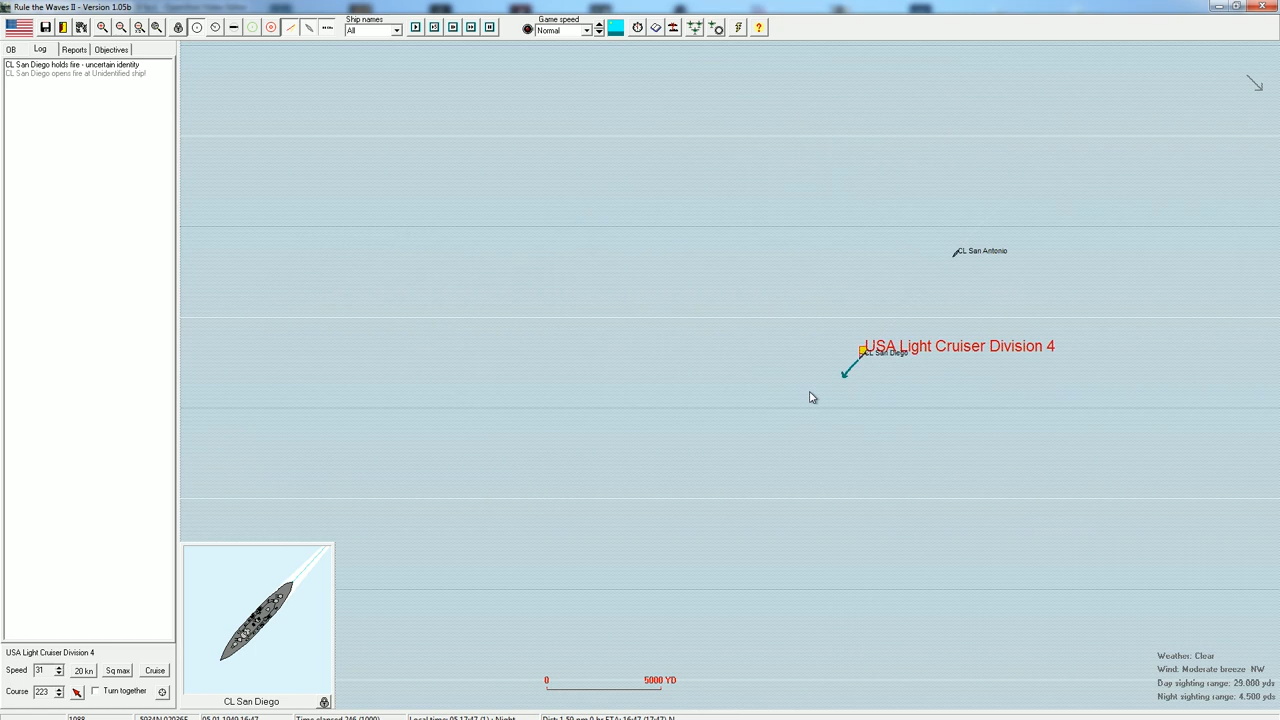 Rule the Waves II - Version 1.05b
Ship names
All
Game speed
Normal
OB Log Reports Objectives
CL San Diego holds fire - uncertain identity
CL San Diego opens fire at Unidentified ship!
CL San Antonio
USA Light Cruiser Division 4
CL San Diego
0 5000 YD
Weather: Clear
Wind: Moderate breeze NW
Day sighting range: 29.000 yds
Night sighting range: 4.500 yds
CL San Diego
USA Light Cruiser Division 4
Speed 31 20 kn Sq max Cruise
Course 223 Turn together